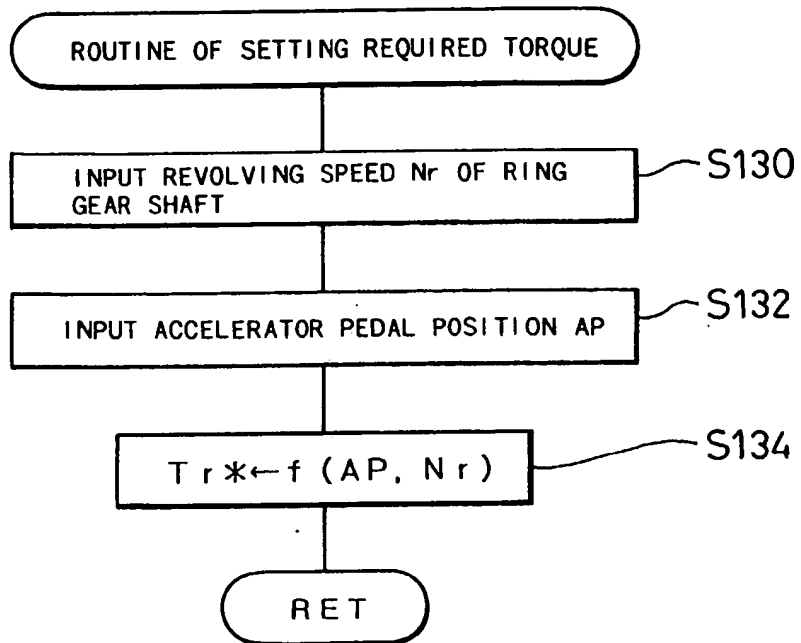 ROUTINE OF SETTING REQUIRED TORQUE
INPUT REVOLVING SPEED Nr OF RING
GEAR SHAFT
S130
INPUT ACCELERATOR PEDAL POSITION AP
S132
Tr*←f(AP, Nr)
S134
RET